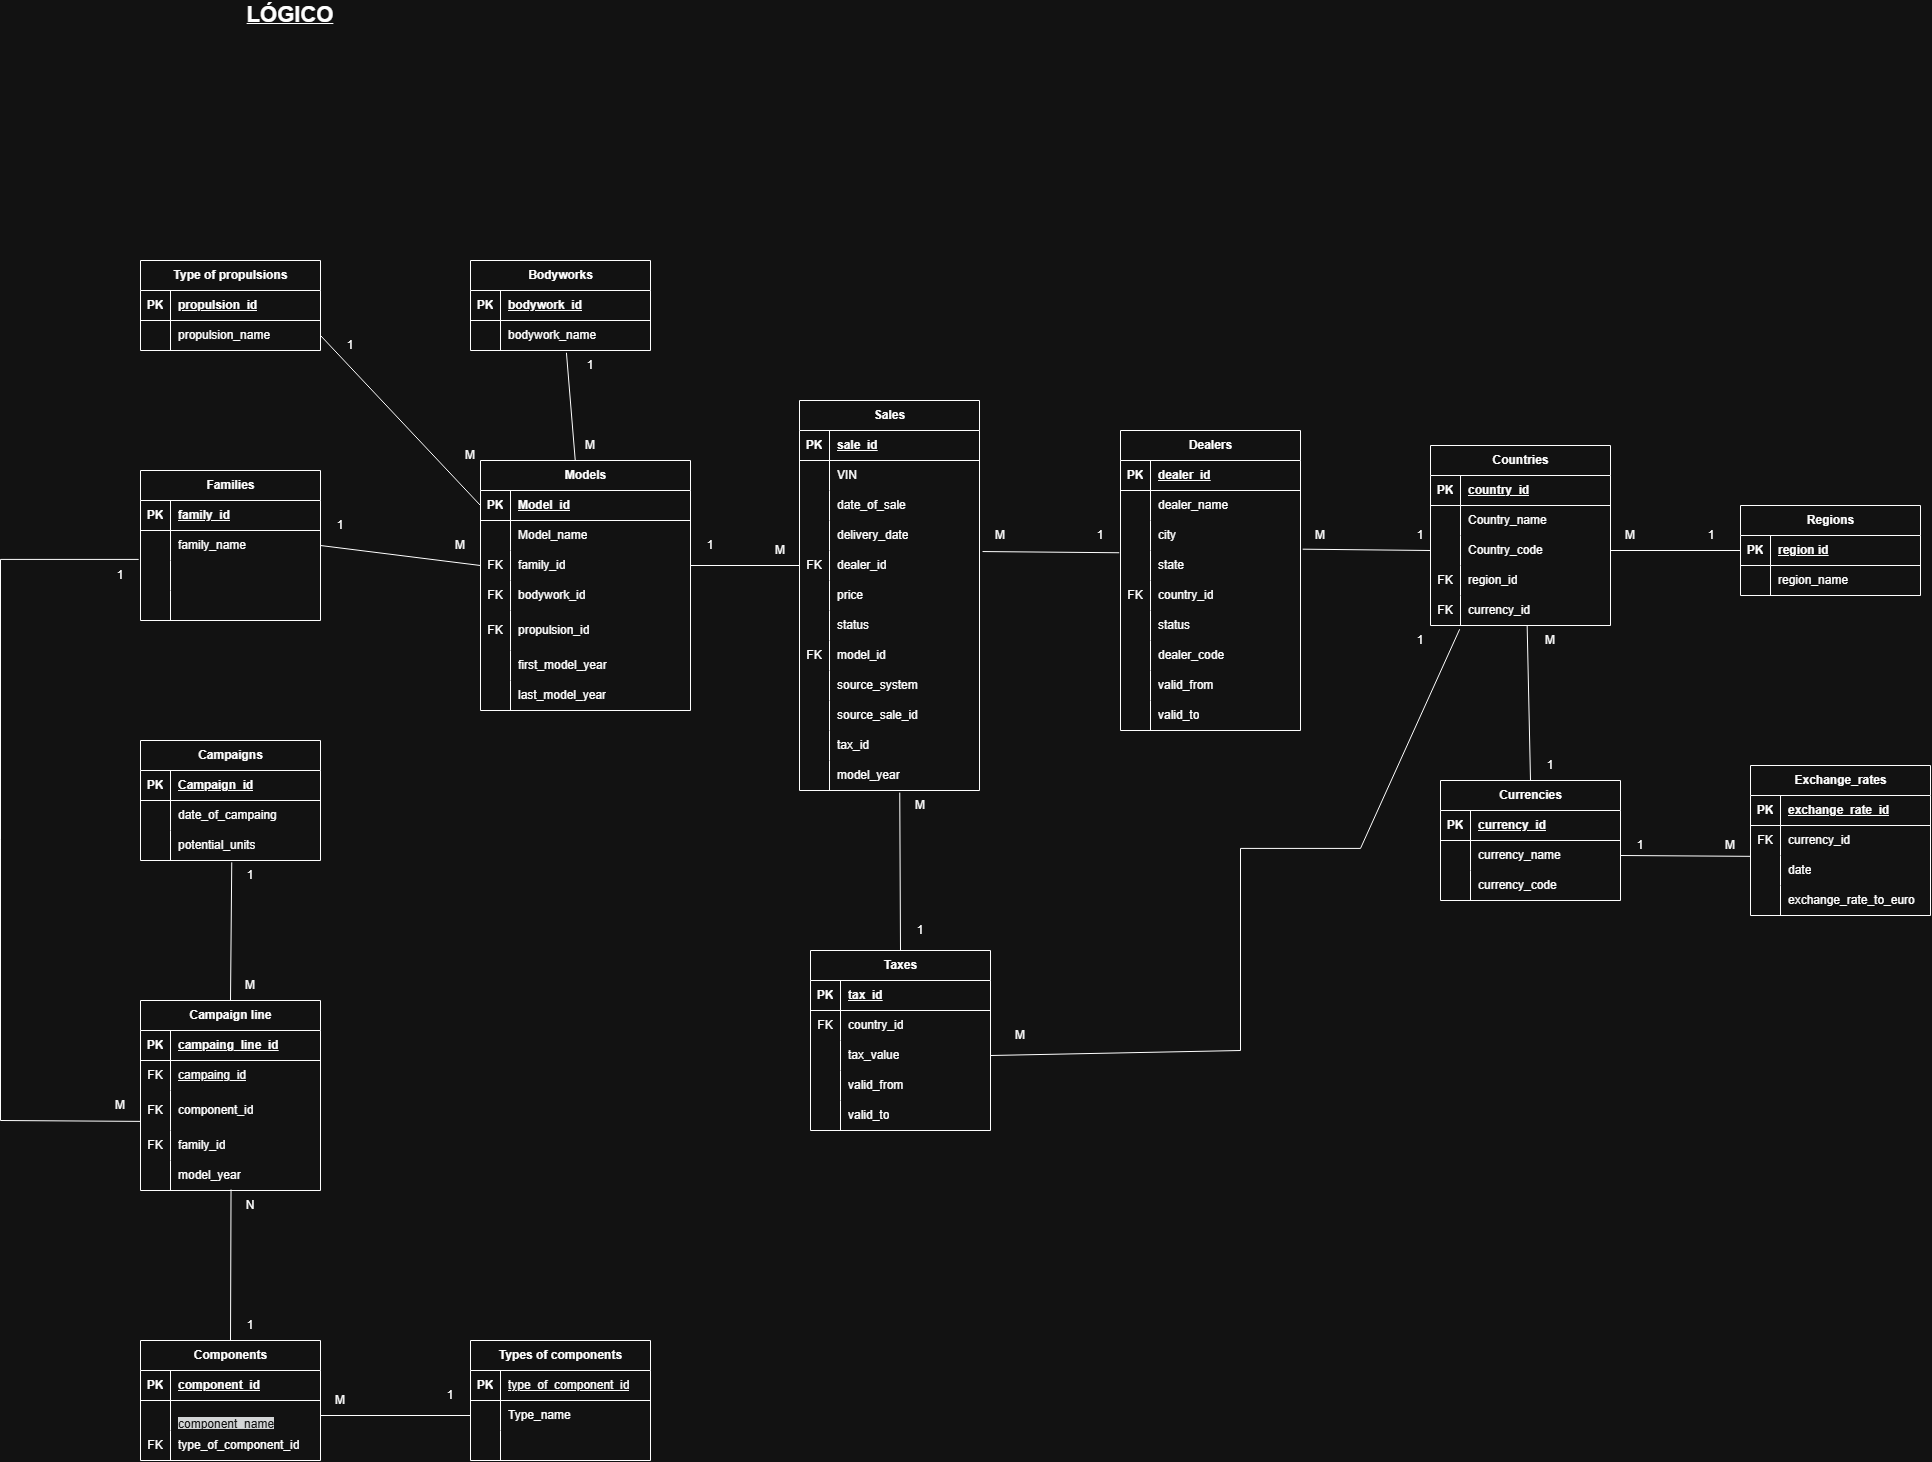 LÓGICO
Type of propulsions
PK propulsion_id
propulsion_name
1
M
Bodyworks
PK bodywork_id
bodywork_name
1
M
Families
PK family_id
family_name
1
M
1
Models
PK Model_id
Model_name
FK family_id
FK bodywork_id
FK propulsion_id
first_model_year
last_model_year
1
M
Sales
PK sale_id
VIN
date_of_sale
delivery_date
FK dealer_id
price
status
FK model_id
source_system
source_sale_id
tax_id
model_year
M
1
M
1
Dealers
PK dealer_id
dealer_name
city
state
FK country_id
status
dealer_code
valid_from
valid_to
M
1
Countries
PK country_id
Country_name
Country_code
FK region_id
FK currency_id
M
1
1
M
1
Regions
PK region id
region_name
Currencies
PK currency_id
currency_name
currency_code
1
M
Exchange_rates
PK exchange_rate_id
FK currency_id
date
exchange_rate_to_euro
Taxes
PK tax_id
FK country_id
tax_value
valid_from
valid_to
M
Campaigns
PK Campaign_id
date_of_campaing
potential_units
1
M
Campaign line
PK campaing_line_id
FK campaing_id
FK component_id
FK family_id
model_year
M
N
1
Components
PK component_id
component_name
FK type_of_component_id
M
1
Types of components
PK type_of_component_id
Type_name